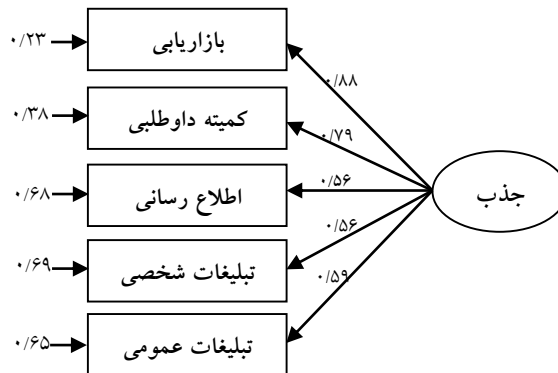 بازاریابی
۰/۲۳
۰/۸۸
کمیته داوطلبی
۰/۳۸
۰/۷۹
اطلاع رسانی
۰/۶۸
۰/۵۶
جذب
تبلیغات شخصی
۰/۶۹
۰/۵۶
تبلیغات عمومی
۰/۶۵
۰/۵۹